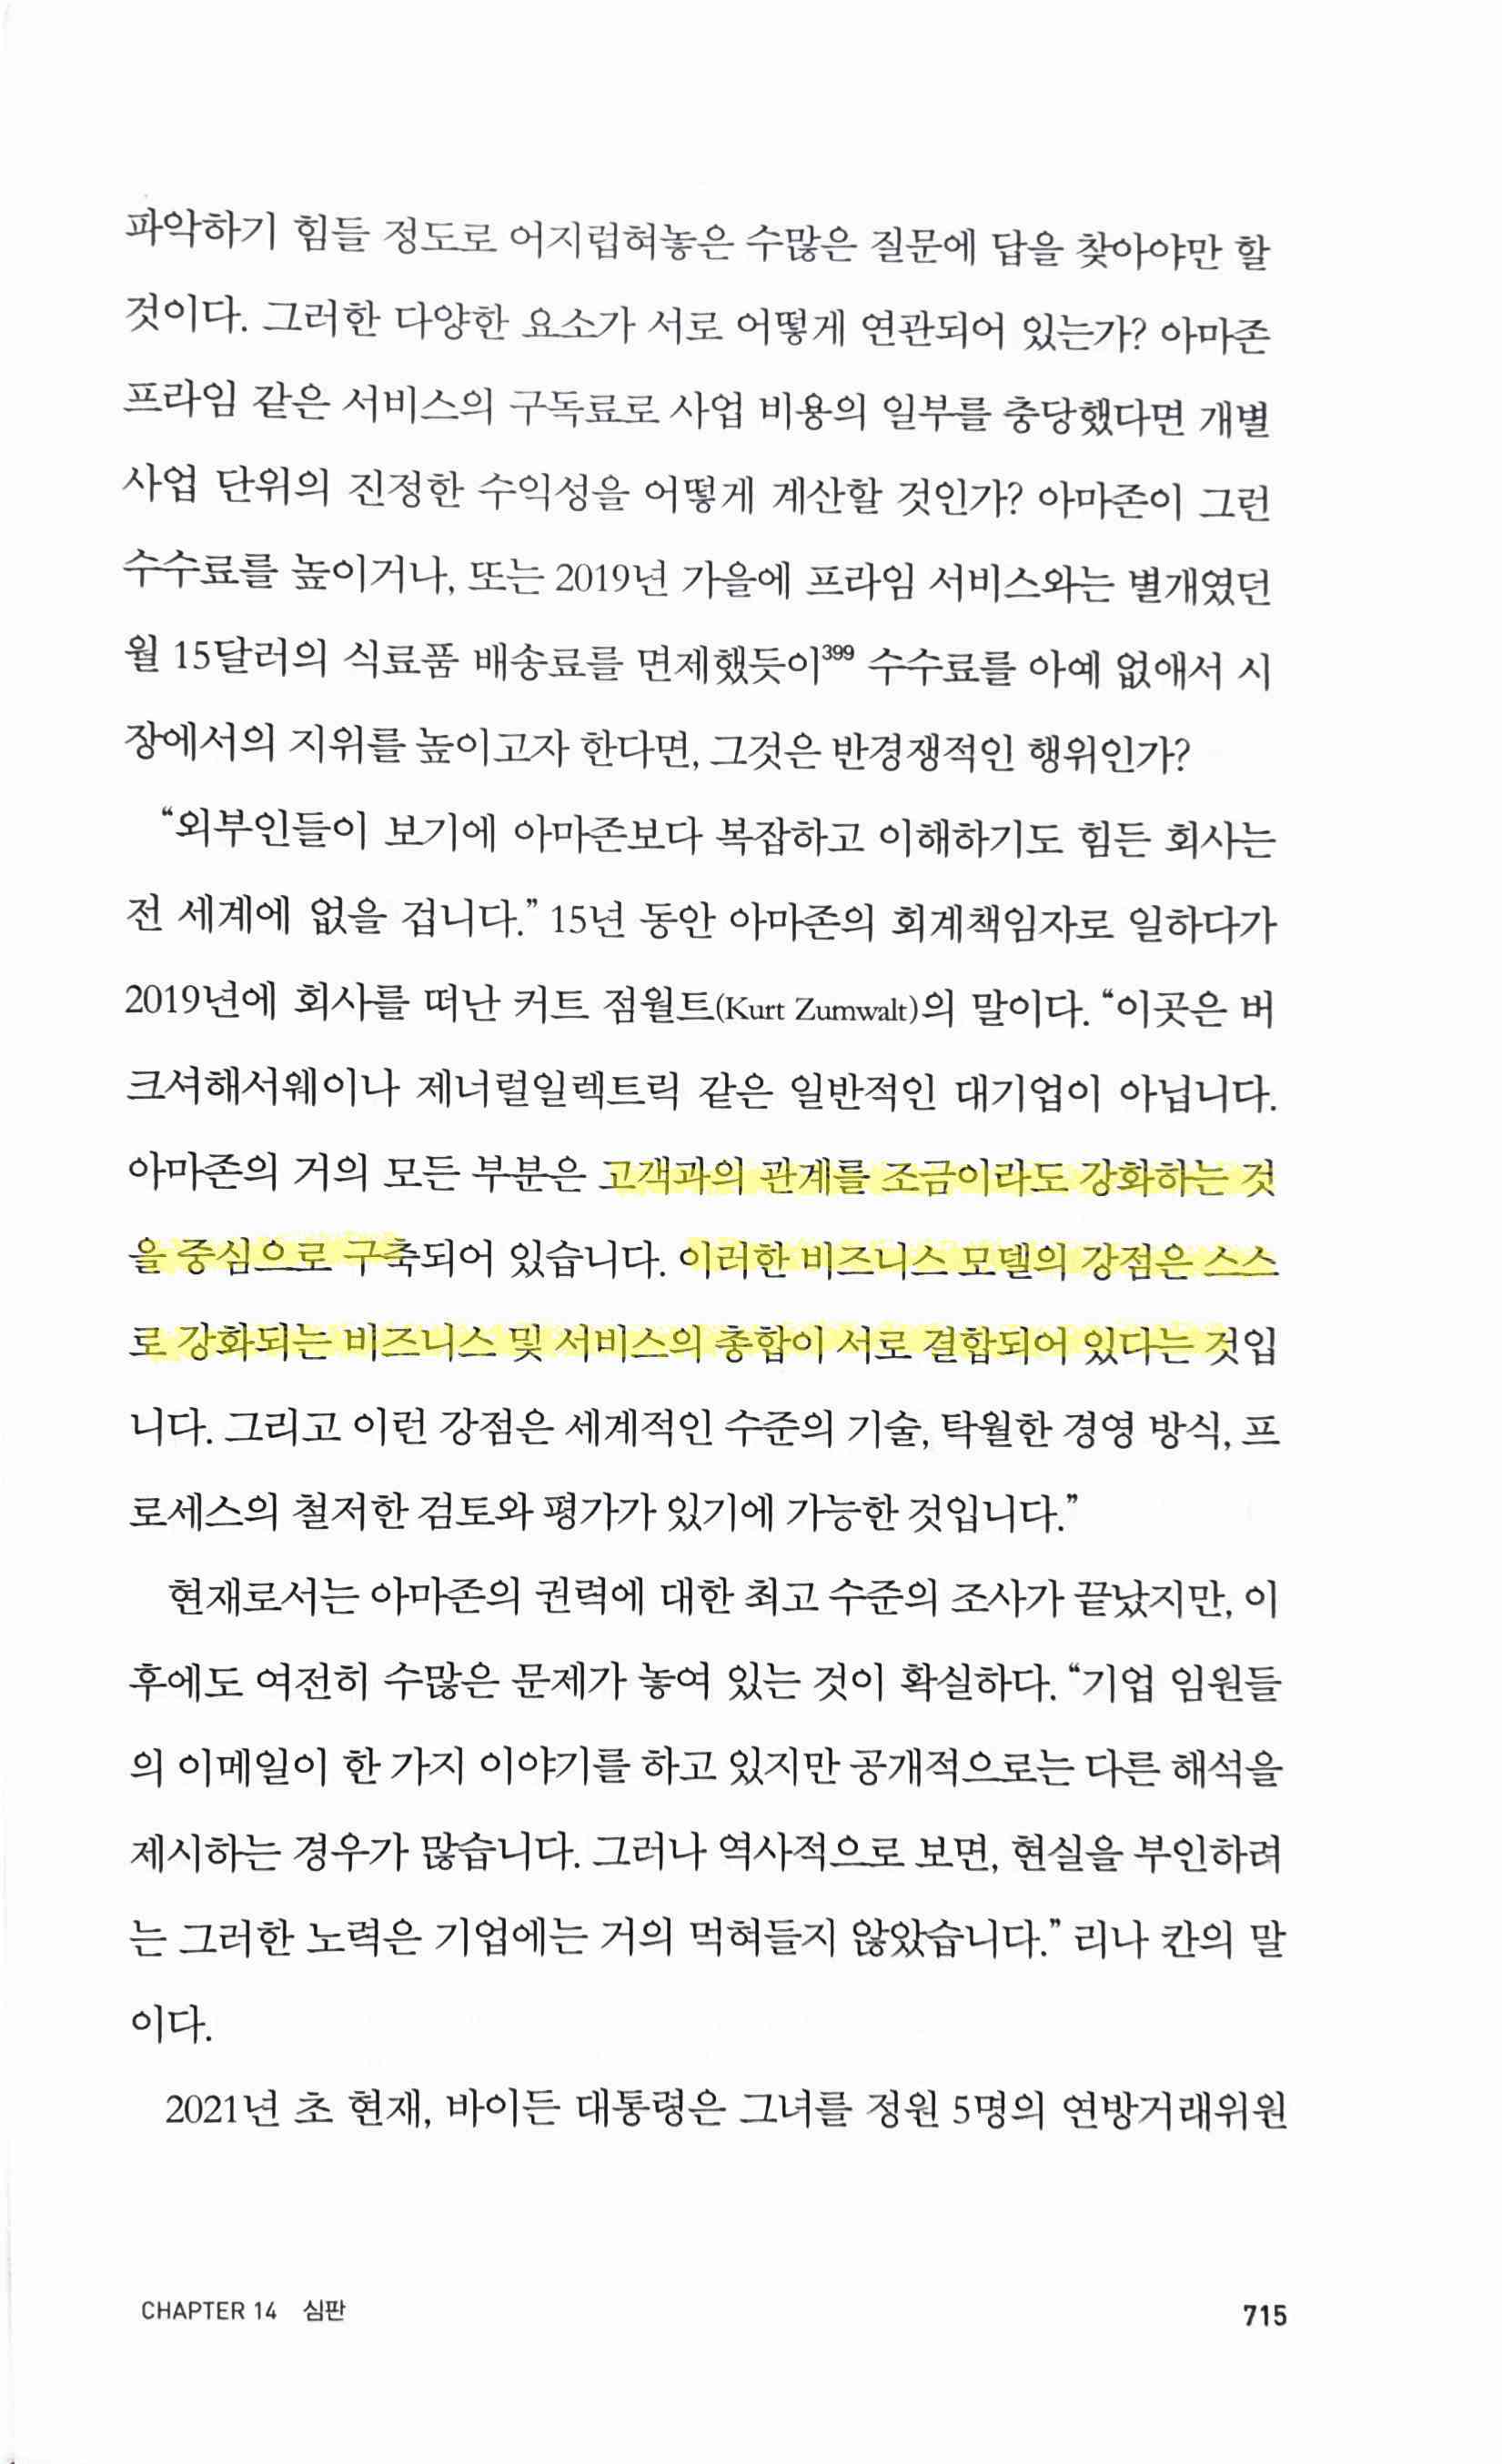 파악하기 힘들 정도로 어지럽혀놓은 수많은 질문에 답을 찾아야만 할
것이다. 그러한 다양한 요소가 서로 어떻게 연관되어 있는가? 아마존
프라임 같은 서비스의 구독료로 사업 비용의 일부를 충당했다면 개별
사업 단위의 진정한 수익성을 어떻게 계산할 것인가? 아마존이 그런
수수료를 높이거나, 또는 2019년 가을에 프라임 서비스와는 별개였던
월 15달러의 식료품 배송료를 면제했듯이399 수수료를 아예 없애서 시
장에서의 지위를 높이고자 한다면, 그것은 반경쟁적인 행위인가?
“외부인들이 보기에 아마존보다 복잡하고 이해하기도 힘든 회사는
전 세계에 없을 겁니다.” 15년 동안 아마존의 회계책임자로 일하다가
2019년에 회사를 떠난 커트 점월트(Kurt Zumwalt)의 말이다. “이곳은 버
크셔해서웨이나 제너럴일렉트릭 같은 일반적인 대기업이 아닙니다.
아마존의 거의 모든 부분은 고객과의 관계를 조금이라도 강화하는 것
을 중심으로 구축되어 있습니다. 이러한 비즈니스 모델의 강점은 스스
로 강화되는 비즈니스 및 서비스의 총합이 서로 결합되어 있다는 것입
니다. 그리고 이런 강점은 세계적인 수준의 기술, 탁월한 경영 방식, 프
로세스의 철저한 검토와 평가가 있기에 가능한 것입니다.”
현재로서는 아마존의 권력에 대한 최고 수준의 조사가 끝났지만, 이
후에도 여전히 수많은 문제가 놓여 있는 것이 확실하다. “기업 임원들
의 이메일이 한 가지 이야기를 하고 있지만 공개적으로는 다른 해석을
제시하는 경우가 많습니다. 그러나 역사적으로 보면, 현실을 부인하려
는 그러한 노력은 기업에는 거의 먹혀들지 않았습니다.” 리나 칸의 말
이다.
2021년 초 현재, 바이든 대통령은 그녀를 정원 5명의 연방거래위원
CHAPTER 14 심판
715